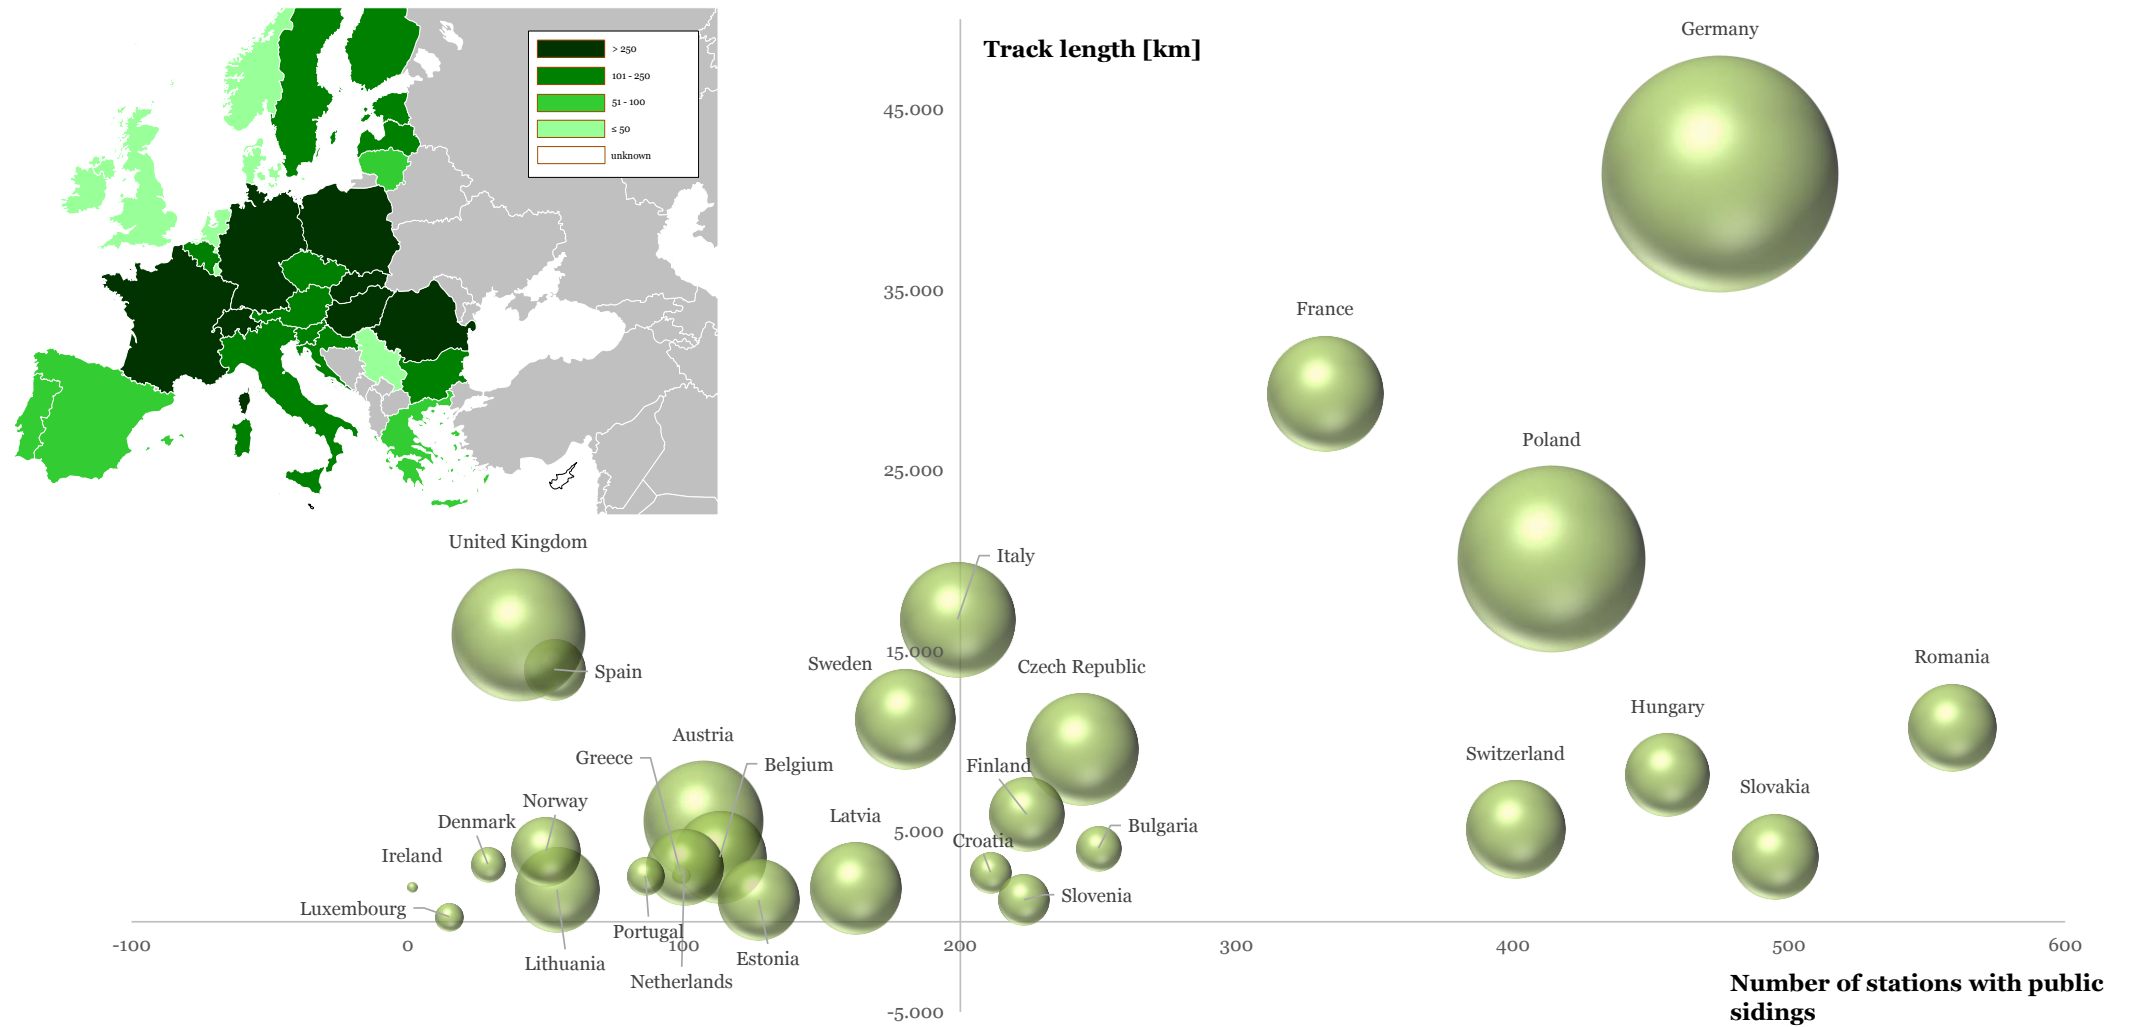 > 250
101 - 250
51 - 100
≤ 50
unknown
Track length [km]
Germany
45.000
35.000
France
25.000
Poland
United Kingdom
Italy
15.000
Spain
Sweden
Czech Republic
Romania
Hungary
Austria
Greece
Belgium
Switzerland
Finland
Slovakia
Norway
Denmark
Latvia
5.000
Bulgaria
Croatia
Ireland
Slovenia
Luxembourg
Portugal
-100
0
100
200
300
400
500
600
Lithuania
Estonia
Netherlands
-5.000
Number of stations with public
sidings